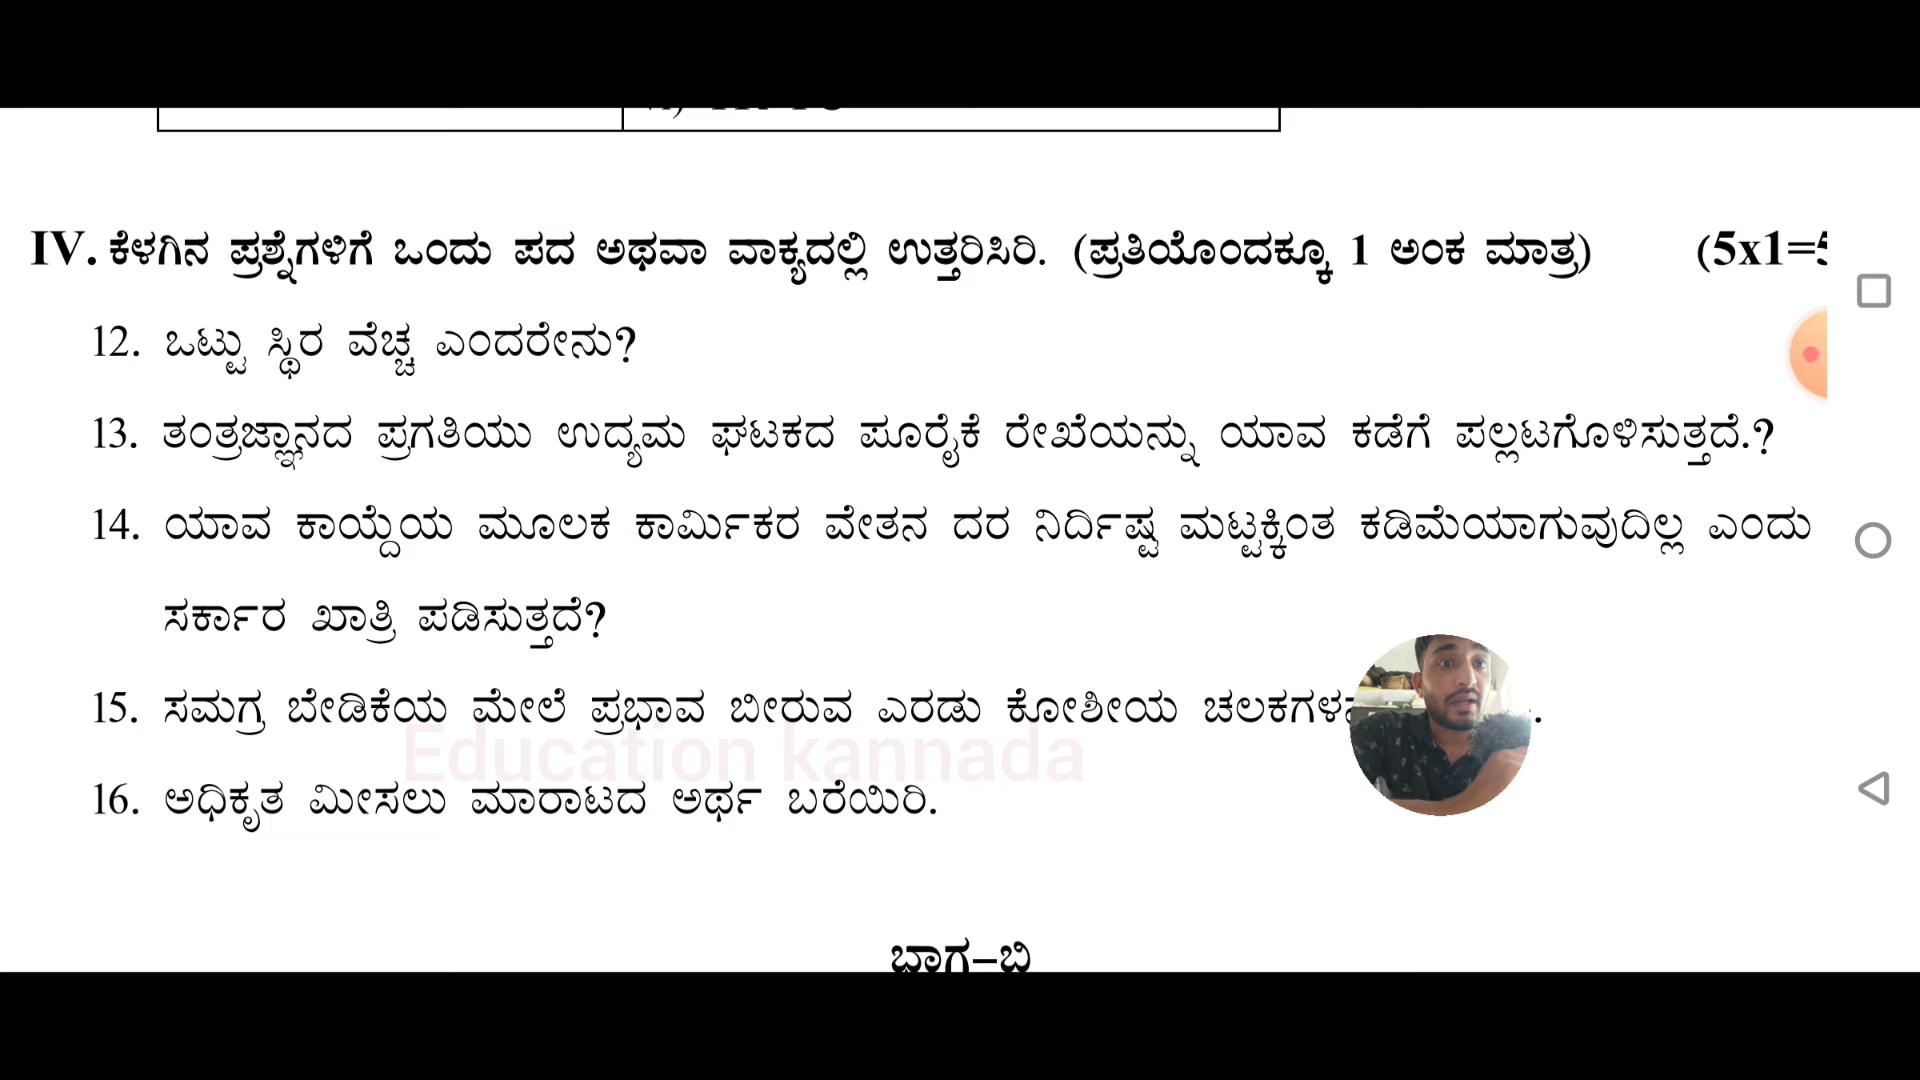 IV. ಕೆಳಗಿನ ಪ್ರಶ್ನೆಗಳಿಗೆ ಒಂದು ಪದ ಅಥವಾ ವಾಕ್ಯದಲ್ಲಿ ಉತ್ತರಿಸಿರಿ. (ಪ್ರತಿಯೊಂದಕ್ಕೂ 1 ಅಂಕ ಮಾತ್ರ) (5x1=5
12. ಒಟ್ಟು ಸ್ಥಿರ ವೆಚ್ಚ ಎಂದರೇನು?
13. ತಂತ್ರಜ್ಞಾನದ ಪ್ರಗತಿಯು ಉದ್ಯಮ ಘಟಕದ ಪೂರೈಕೆ ರೇಖೆಯನ್ನು ಯಾವ ಕಡೆಗೆ ಪಲ್ಲಟಗೊಳಿಸುತ್ತದೆ.?
14. ಯಾವ ಕಾಯ್ದೆಯ ಮೂಲಕ ಕಾರ್ಮಿಕರ ವೇತನ ದರ ನಿರ್ದಿಷ್ಟ ಮಟ್ಟಕ್ಕಿಂತ ಕಡಿಮೆಯಾಗುವುದಿಲ್ಲ ಎಂದು
ಸರ್ಕಾರ ಖಾತ್ರಿ ಪಡಿಸುತ್ತದೆ?
15. ಸಮಗ್ರ ಬೇಡಿಕೆಯ ಮೇಲೆ ಪ್ರಭಾವ ಬೀರುವ ಎರಡು ಕೋಶೀಯ
Education kannada
16. ಅಧಿಕೃತ ಮೀಸಲು ಮಾರಾಟದ ಅರ್ಥ ಬರೆಯಿರಿ.
ಭಾಗ–ಬಿ